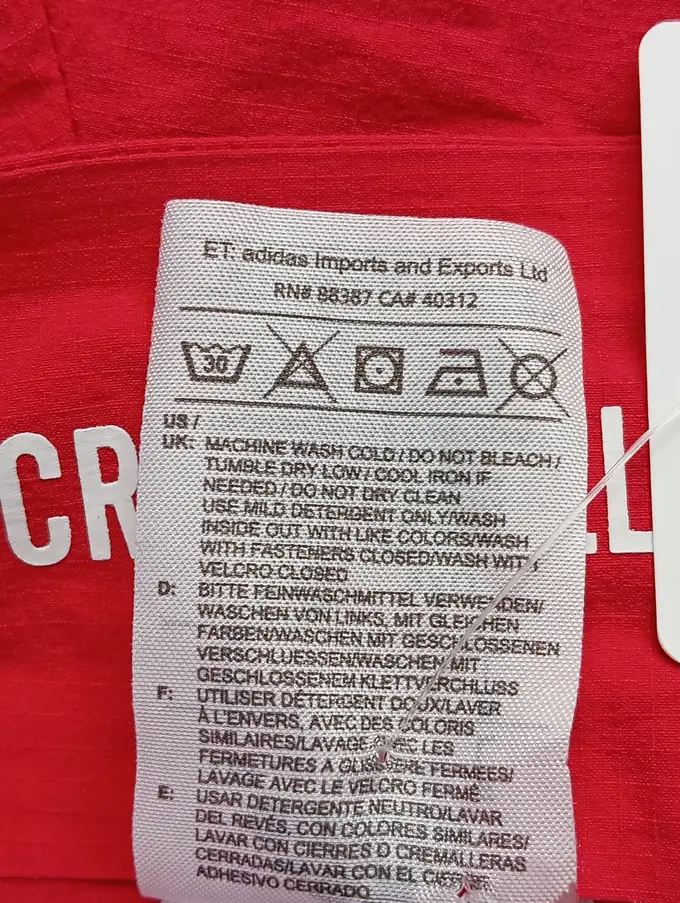 ET: adidas Imports and Exports Ltd
RN# 88387 CA# 40312
30
US /
UK: MACHINE WASH COLD / DO NOT BLEACH /
TUMBLE DRY LOW / COOL IRON IF
NEEDED / DO NOT DRY CLEAN
USE MILD DETERGENT ONLY/WASH
INSIDE OUT WITH LIKE COLORS/WASH
WITH FASTENERS CLOSED/WASH WITH
VELCRO CLOSED
D: BITTE FEINWASCHMITTEL VERWENDEN/
WASCHEN VON LINKS, MIT GLEICHEN
FARBEN/WASCHEN MIT GESCHLOSSENEN
VERSCHLUESSEN/WASCHEN MIT
GESCHLOSSENEM KLETTVERCHLUSS
F: UTILISER DÉTERGENT DOUX/LAVER
À L'ENVERS, AVEC DES COLORIS
SIMILAIRES/LAVAGE AVEC LES
FERMETURES A GLISSIERE FERMEES/
LAVAGE AVEC LE VELCRO FERMÉ
E: USAR DETERGENTE NEUTRO/LAVAR
DEL REVÉS, CON COLORES SIMILARES/
LAVAR CON CIERRES O CREMALLERAS
CERRADAS/LAVAR CON EL CIERRE
ADHESIVO CERRADO
CR
LL